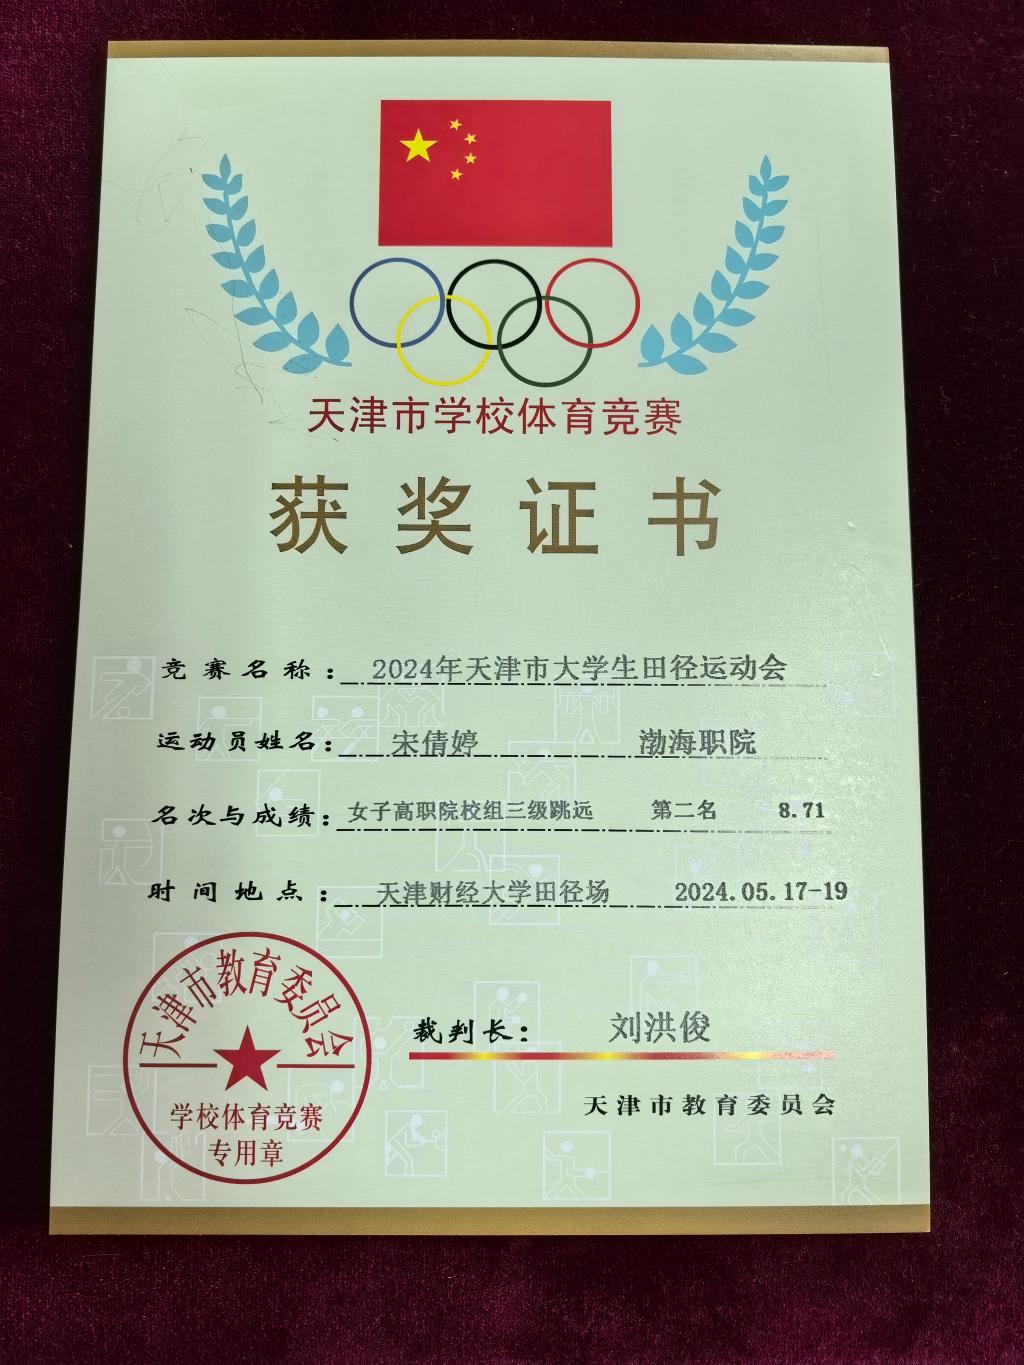 天津市学校体育竞赛
获奖证书
竞赛名称： 2024年天津市大学生田径运动会
运动员姓名： 宋倩婷 渤海职院
名次与成绩： 女子高职院校组三级跳远 第二名 8.71
时间地点： 天津财经大学田径场 2024.05.17-19
天津市教育委员会
学校体育竞赛
专用章
裁判长： 刘洪俊
天津市教育委员会